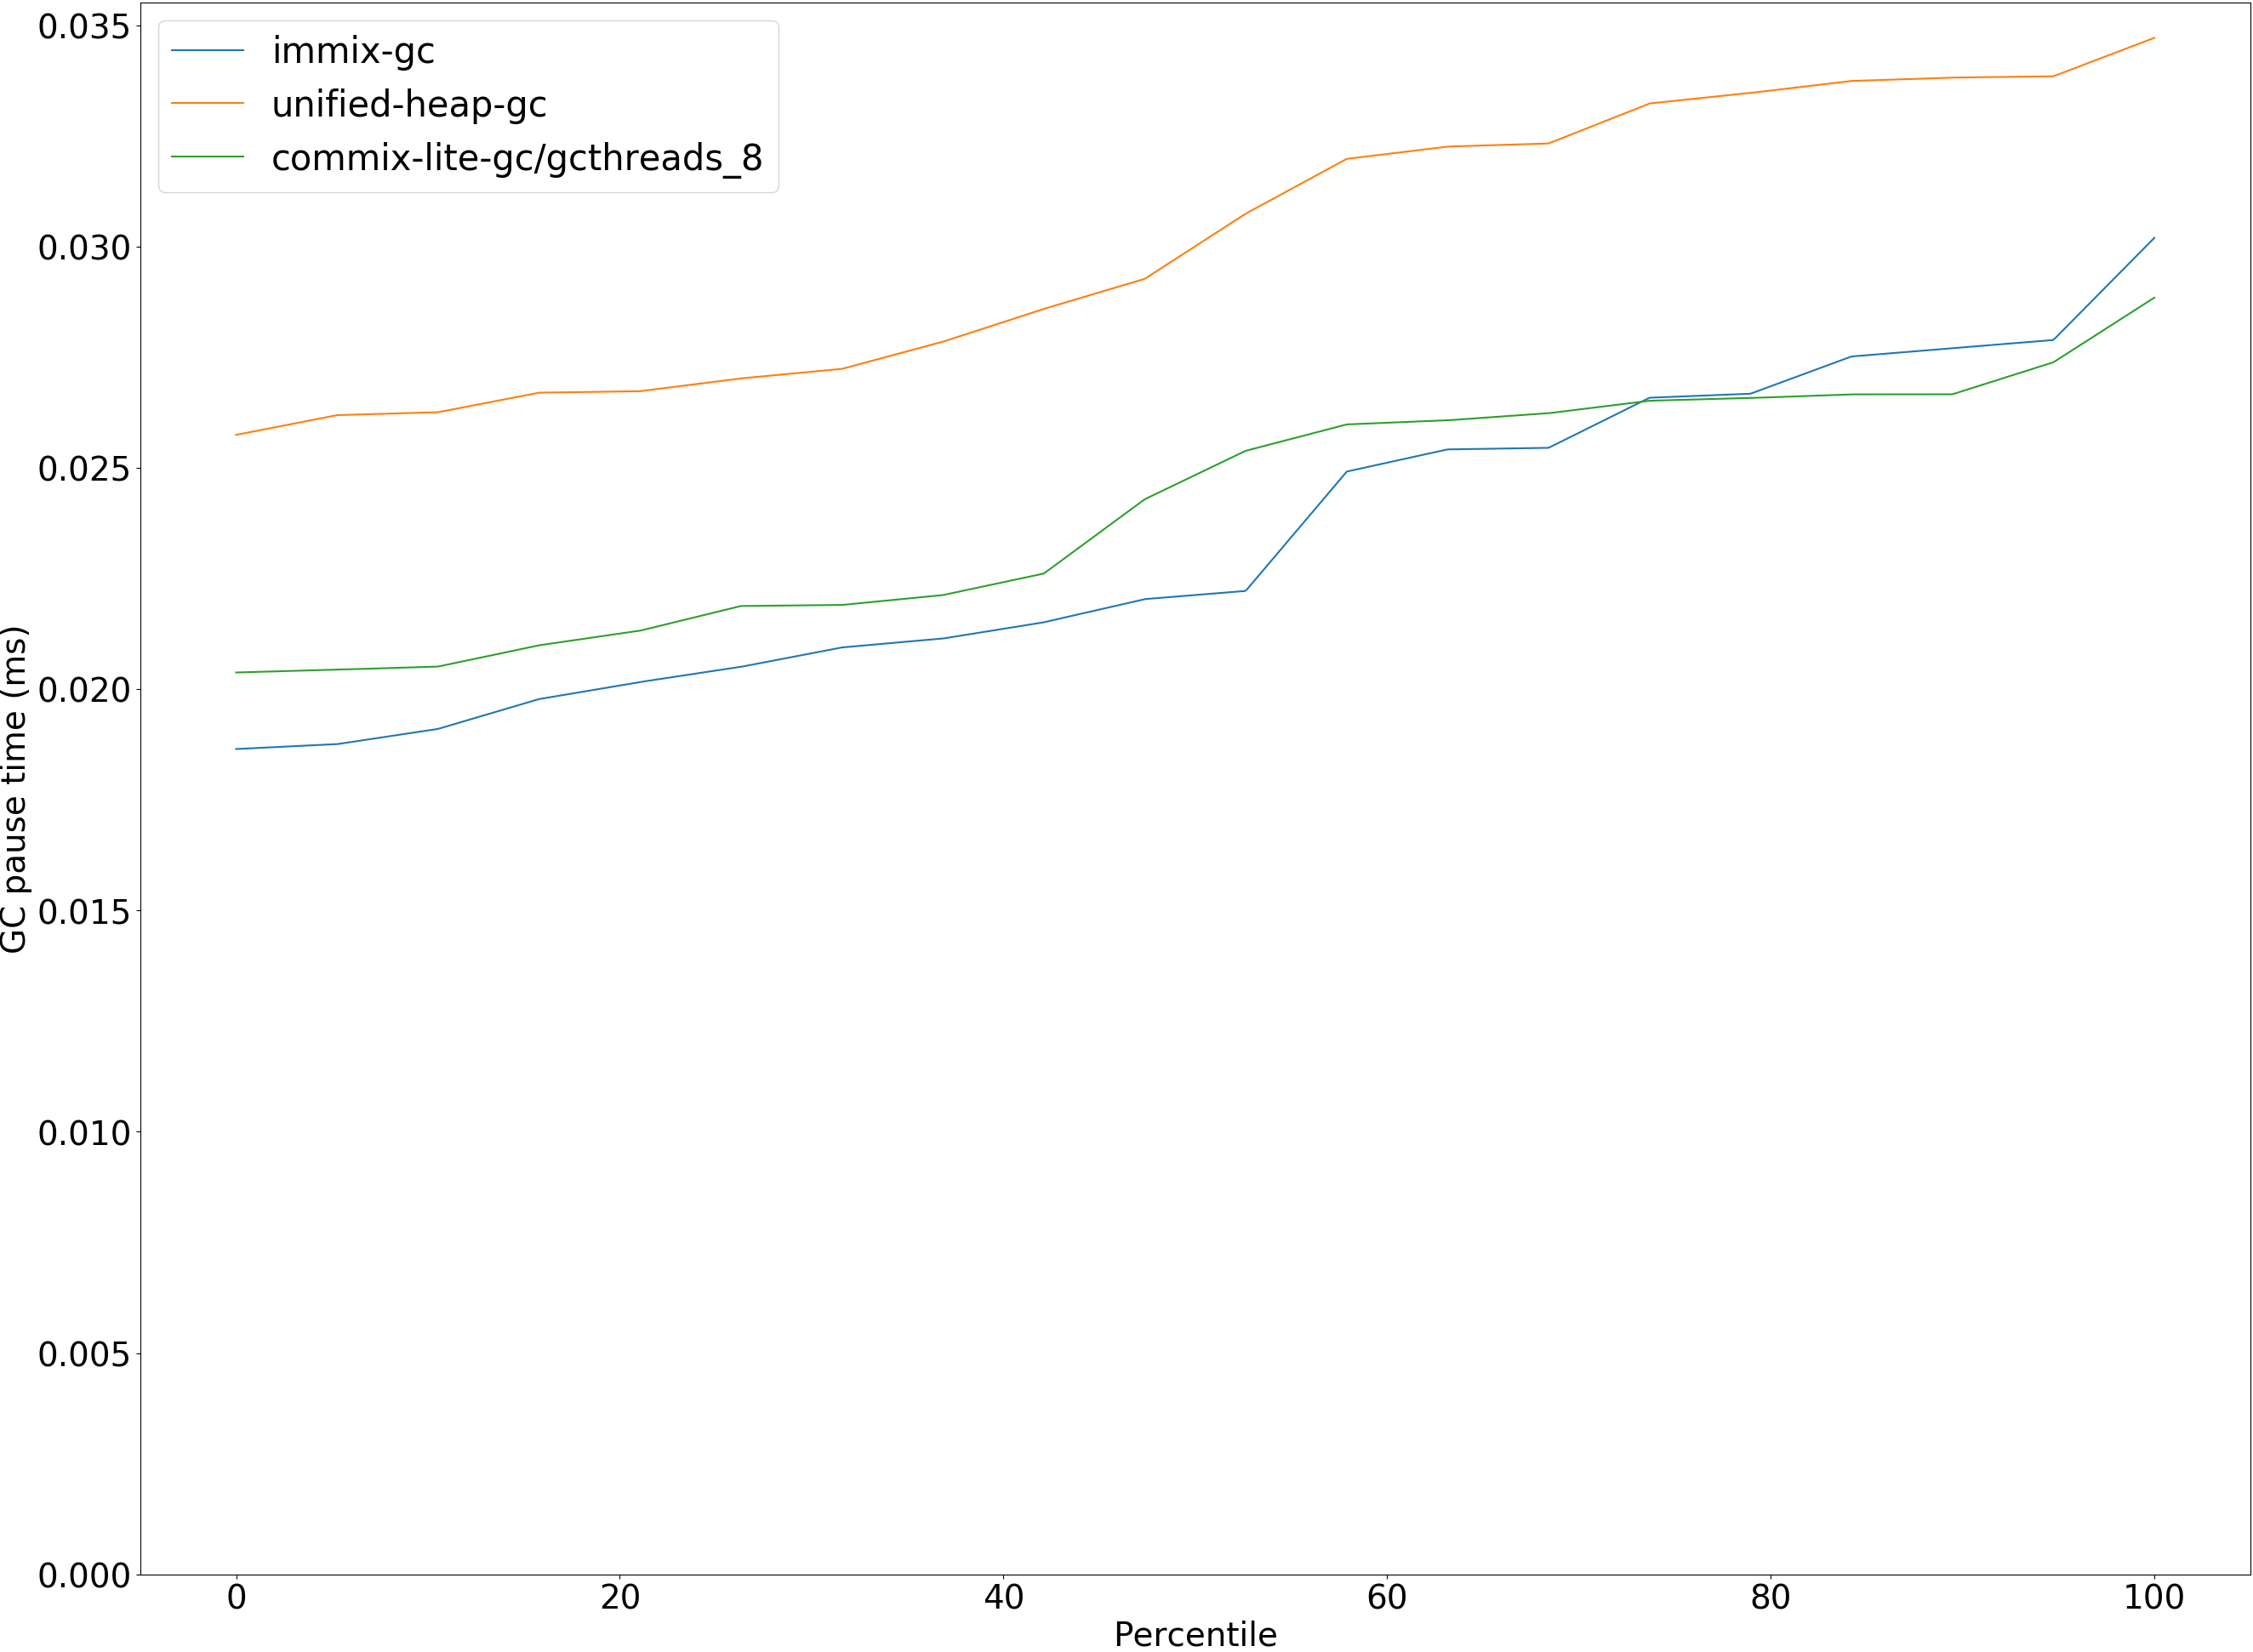 immix-gc
unified-heap-gc
commix-lite-gc/gcthreads_8
GC pause time (ms)
0.035
0.030
0.025
0.020
0.015
0.010
0.005
0.000
0 20 40 60 80 100
Percentile